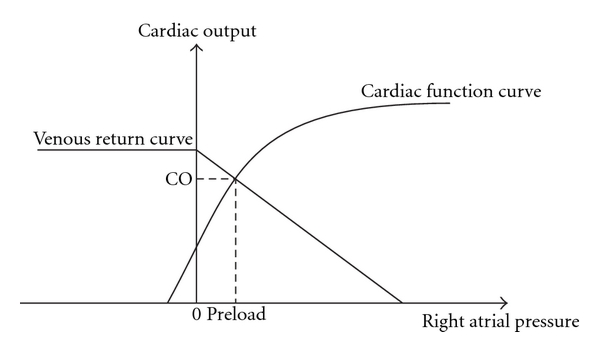 Cardiac output
Cardiac function curve
Venous return curve
CO
0 Preload
Right atrial pressure